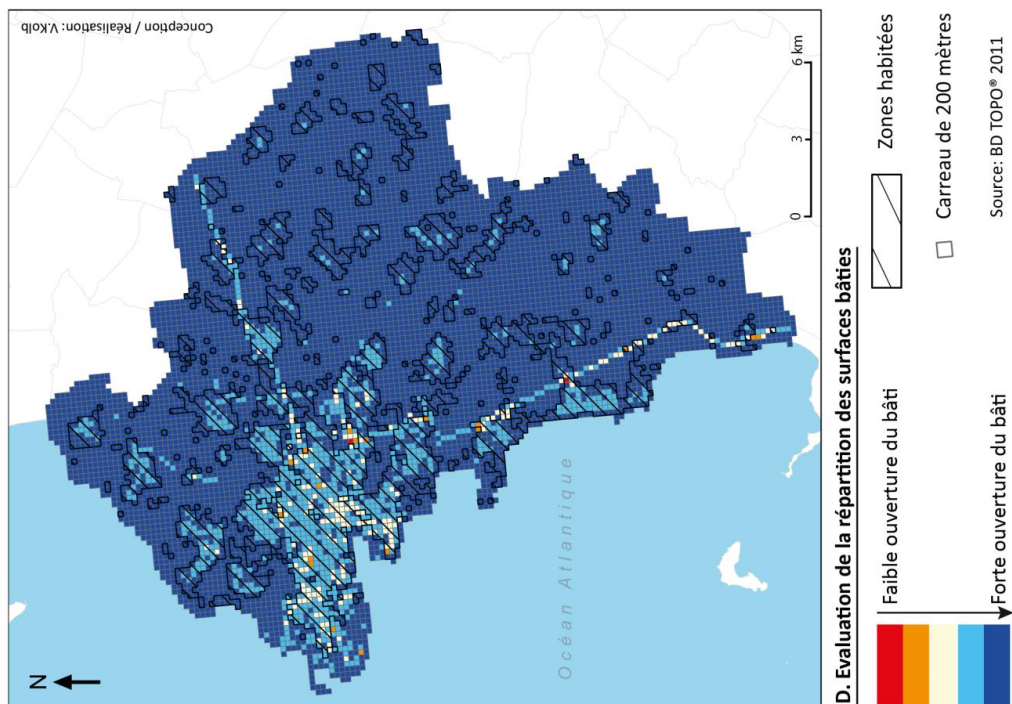 Conception / Réalisation: V.Kolb
N
Océan Atlantique
0 3 6 km
D. Evaluation de la répartition des surfaces bâties
Faible ouverture du bâti
Forte ouverture du bâti
Zones habitées
Carreau de 200 mètres
Source: BD TOPO® 2011